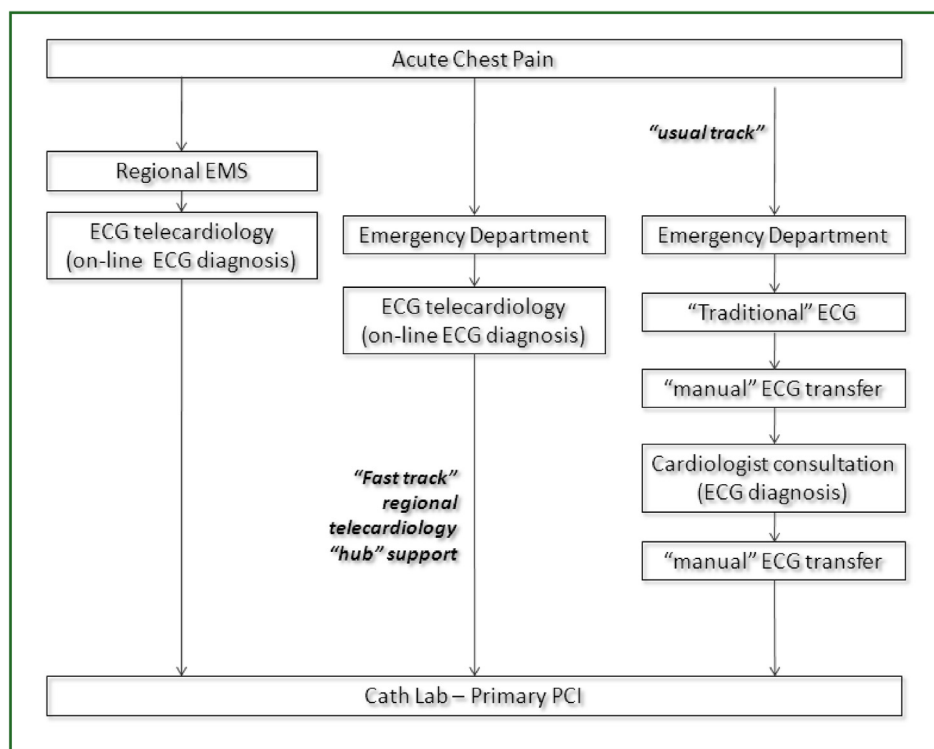 Acute Chest Pain
“usual track”
Regional EMS
ECG telecardiology
(on-line ECG diagnosis)
Emergency Department
ECG telecardiology
(on-line ECG diagnosis)
“Fast track”
regional
telecardiology
“hub” support
Emergency Department
“Traditional” ECG
“manual” ECG transfer
Cardiologist consultation
(ECG diagnosis)
“manual” ECG transfer
Cath Lab – Primary PCI